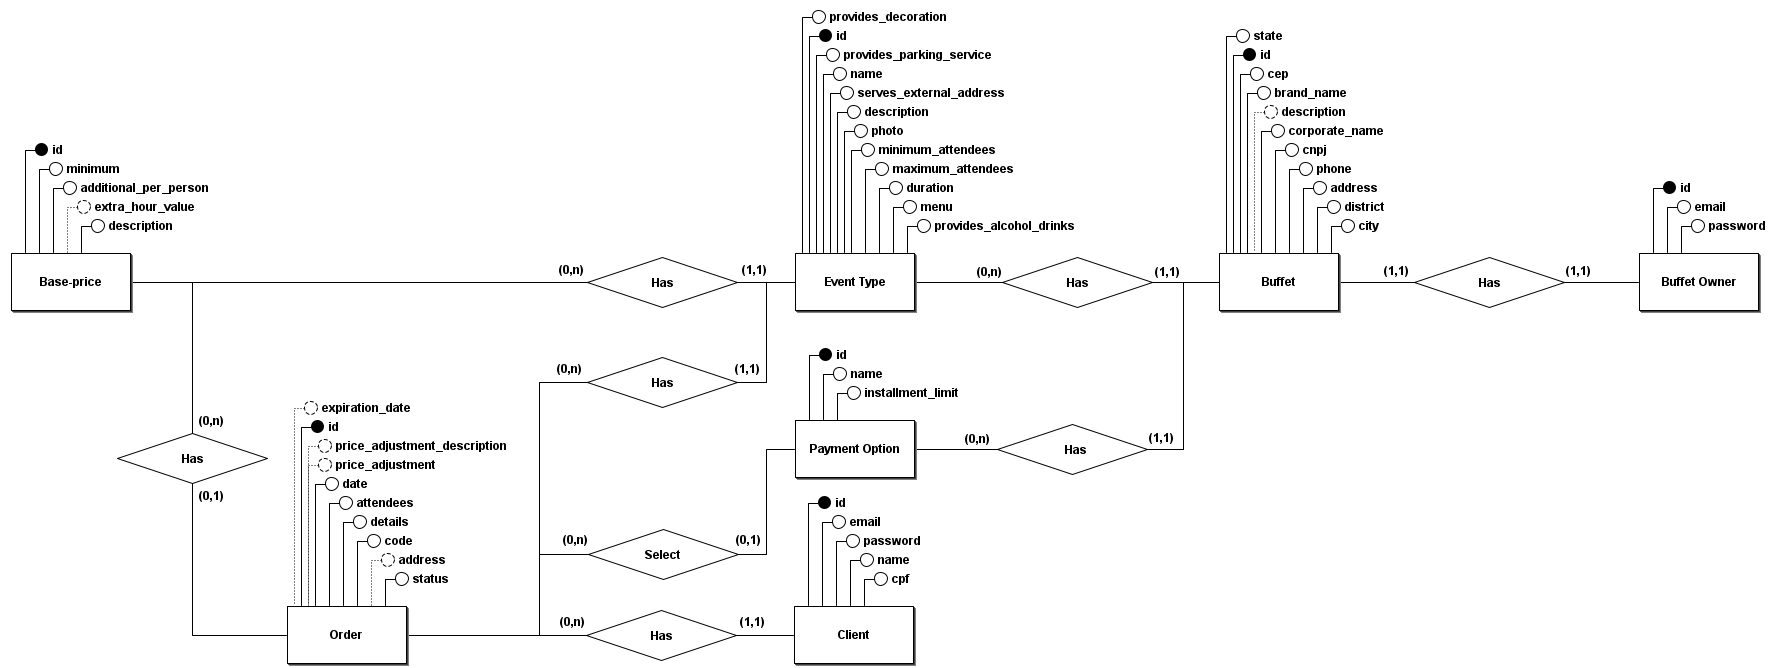 provides_decoration
id
provides_parking_service
name
serves_external_address
description
photo
minimum_attendees
maximum_attendees
duration
menu
provides_alcohol_drinks
state
id
cep
brand_name
description
corporate_name
cnpj
phone
address
district
city
id
minimum
additional_per_person
extra_hour_value
description
id
email
password
Base-price
(0,n)
Has
(1,1)
Event Type
(0,n)
Has
(1,1)
Buffet
(1,1)
Has
(1,1)
Buffet Owner
(0,n)
Has
(1,1)
id
name
installment_limit
Payment Option
(0,n)
Has
(1,1)
(0,n)
Has
(0,1)
expiration_date
id
price_adjustment_description
price_adjustment
date
attendees
details
code
address
status
(0,n)
Select
(0,1)
id
email
password
name
cpf
Order
(0,n)
Has
(1,1)
Client